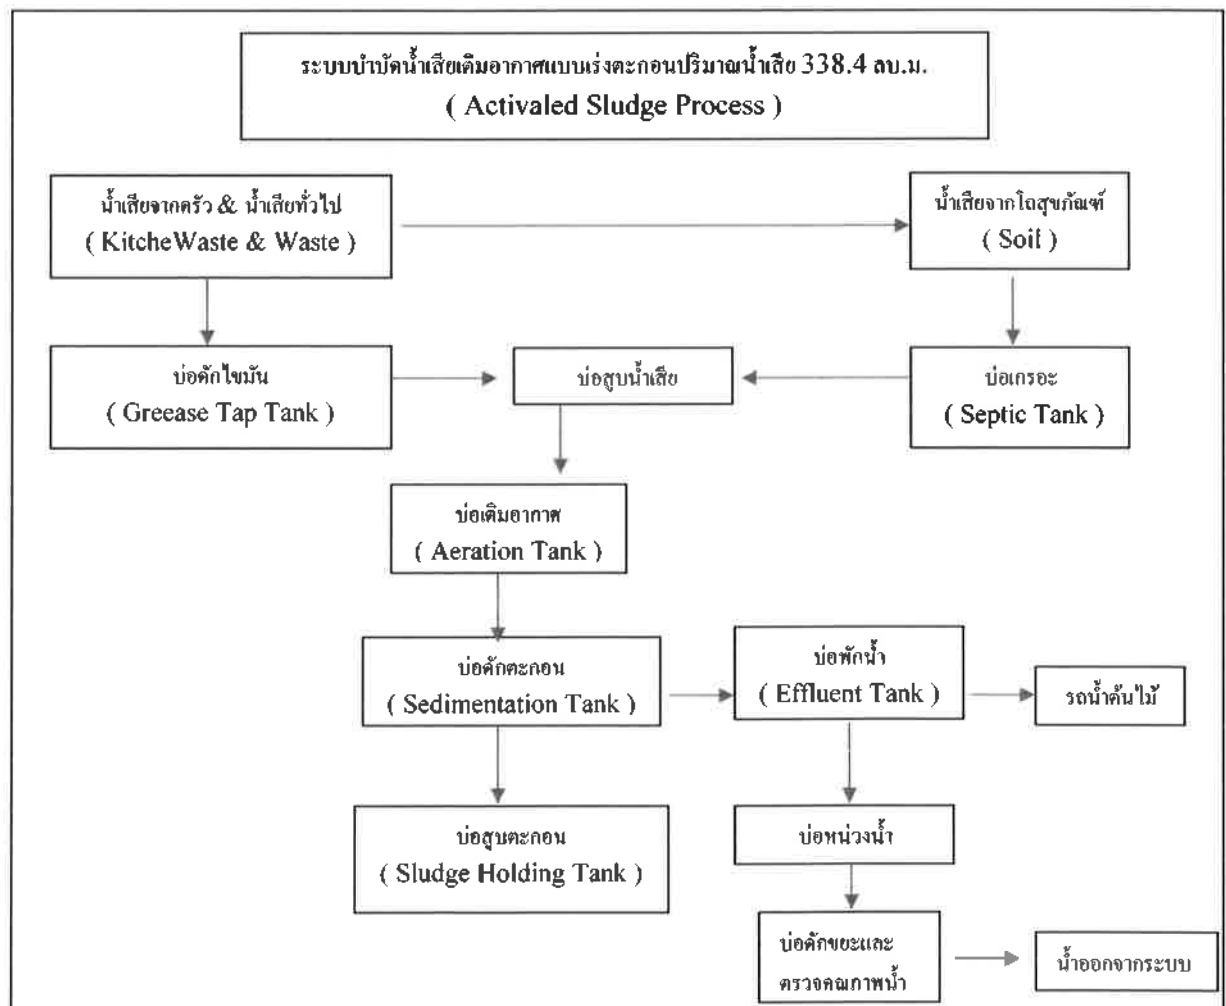 ระบบบำบัดน้ำเสียเติมอากาศแบบเร่งตะกอนปริมาณน้ำเสีย 338.4 ลบ.ม.
( Activaled Sludge Process )
น้ำเสียจากครัว & น้ำเสียทั่วไป
( KitcheWaste & Waste )
น้ำเสียจากโถสุขภัณฑ์
( Soil )
บ่อดักไขมัน
( Greease Tap Tank )
บ่อสูบน้ำเสีย
บ่อเกรอะ
( Septic Tank )
บ่อเติมอากาศ
( Aeration Tank )
บ่อดักตะกอน
( Sedimentation Tank )
บ่อพักน้ำ
( Effluent Tank )
รถน้ำต้นไม้
บ่อสูบตะกอน
( Sludge Holding Tank )
บ่อหน่วงน้ำ
บ่อดักขยะและ
ตรวจคณภาพน้ำ
น้ำออกจากระบบ